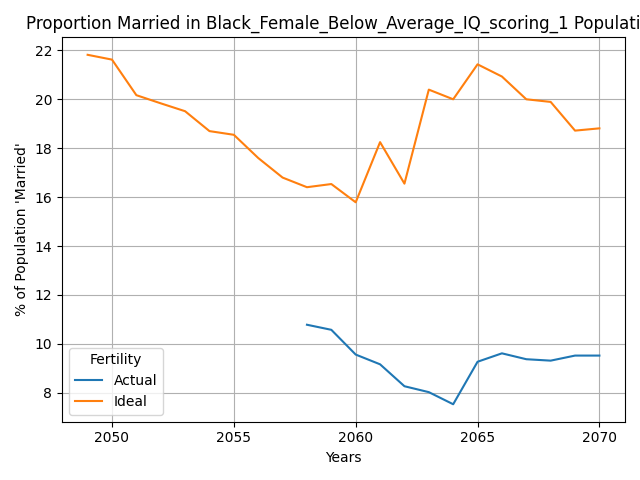 Proportion Married in Black_Female_Below_Average_IQ_scoring_1 Populati
% of Population 'Married'
22
20
18
16
14
12
10
8
Fertility
Actual
Ideal
2050 2055 2060 2065 2070
Years